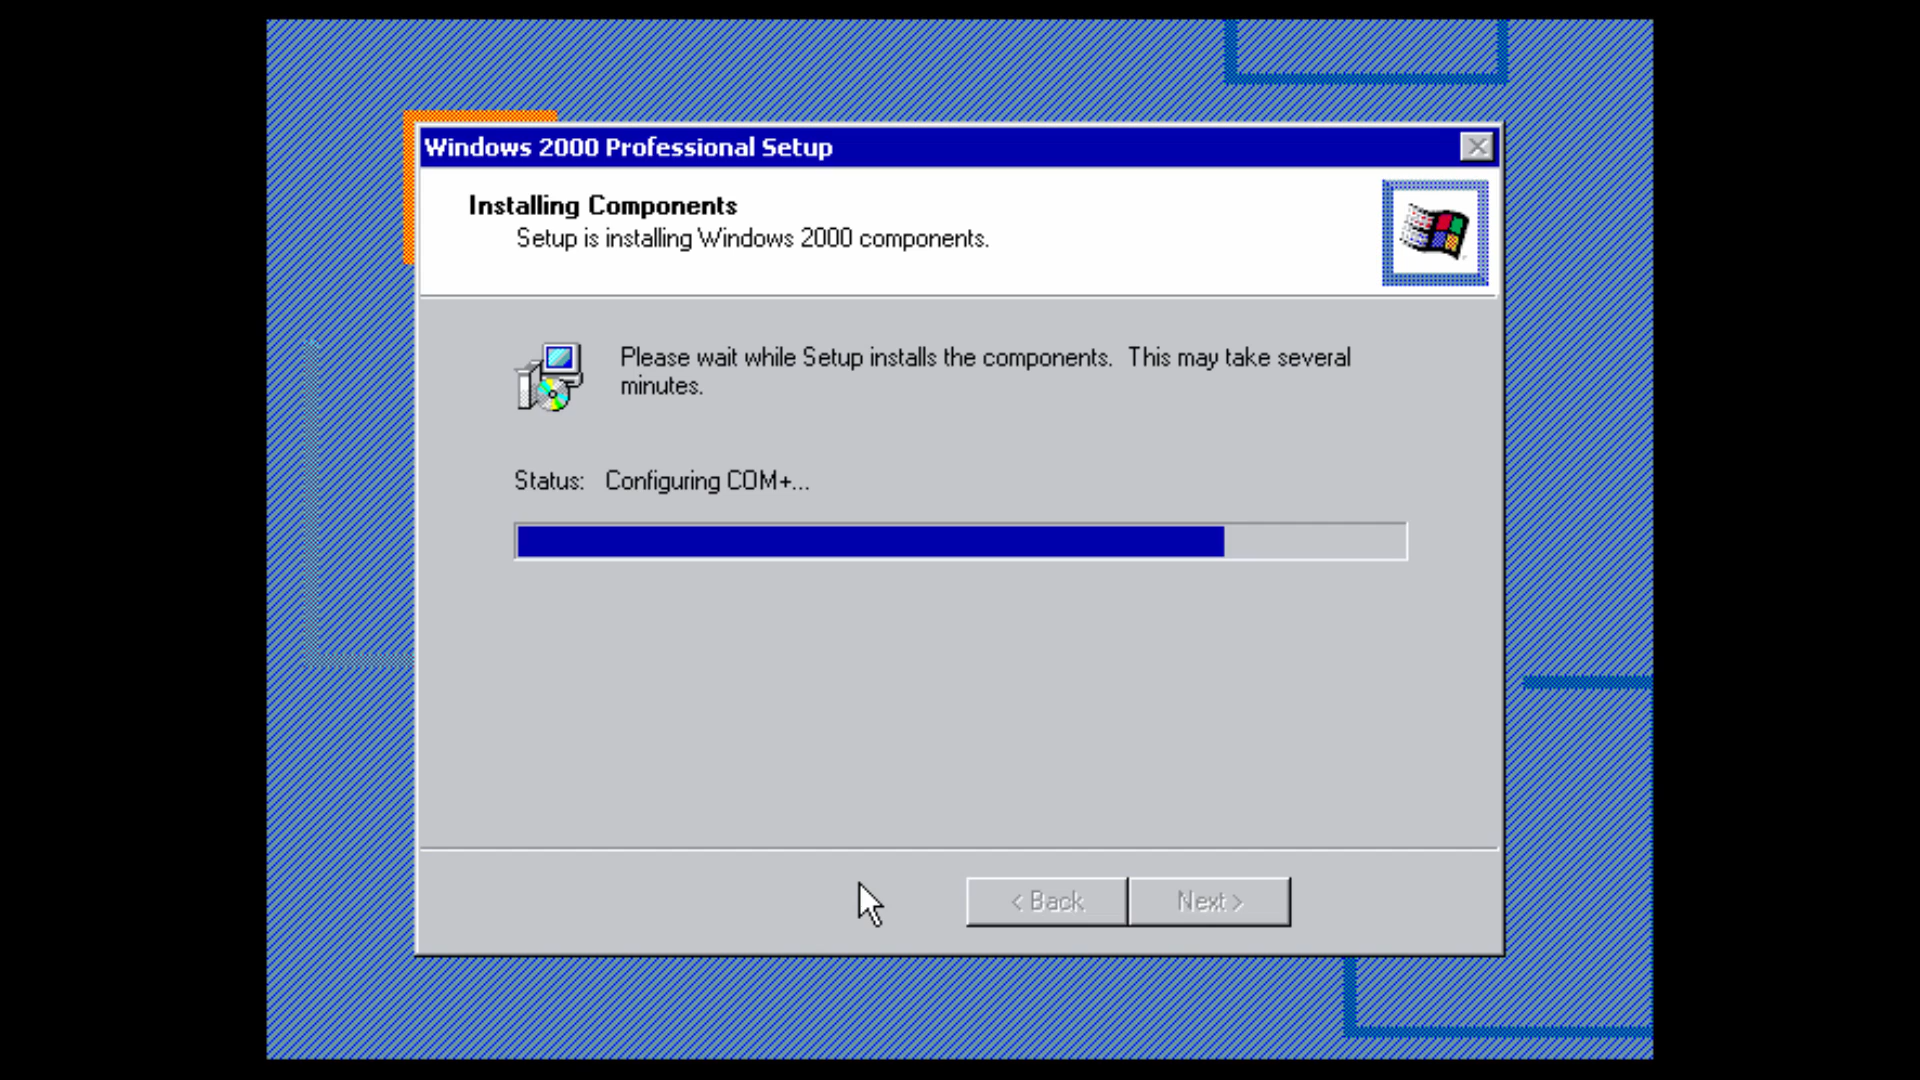 Windows 2000 Professional Setup
Installing Components
Setup is installing Windows 2000 components.
Please wait while Setup installs the components.  This may take several
minutes.
Status:   Configuring COM+...
< Back   Next >